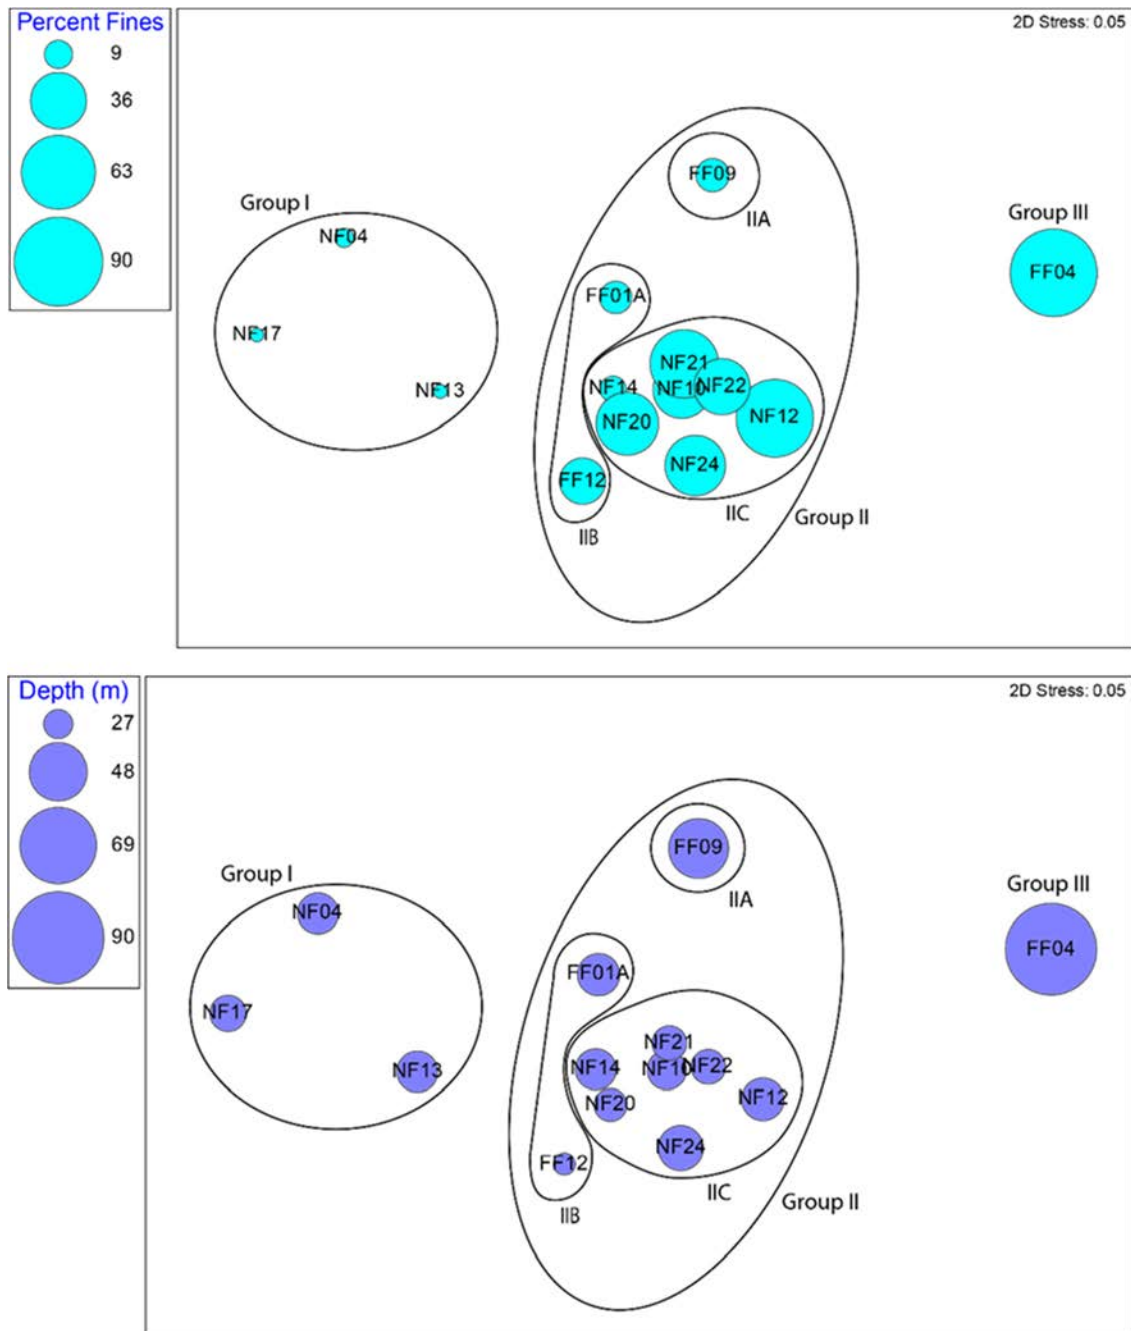 Percent Fines
9
36
63
90
2D Stress: 0.05
FF09
IIA
Group I
NF04
Group III
FF04
FF01A
NF17
NF21
NF13
NF14
NF10
NF22
NF20
NF12
NF24
FF12
IIC
Group II
IIB
Depth (m)
27
48
69
90
2D Stress: 0.05
FF09
Group I
Group III
IIA
NF04
FF04
FF01A
NF17
NF21
NF13
NF14
NF10
NF22
NF20
NF12
NF24
FF12
IIC
Group II
IIB